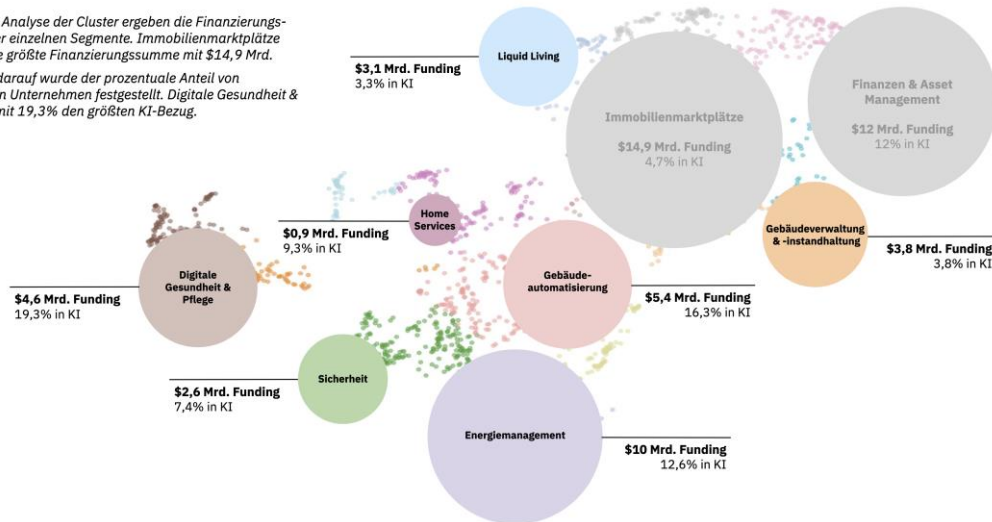 Analyse der Cluster ergeben die Finanzierungs-
er einzelnen Segmente. Immobilienmarktplätze
e größte Finanzierungssumme mit $14,9 Mrd.
darauf wurde der prozentuale Anteil von
n Unternehmen festgestellt. Digitale Gesundheit &
mit 19,3% den größten KI-Bezug.
Liquid Living
$3,1 Mrd. Funding
3,3% in KI
Immobilienmarktplätze
$14,9 Mrd. Funding
4,7% in KI
Finanzen & Asset
Management
$12 Mrd. Funding
12% in KI
Home
Services
$0,9 Mrd. Funding
9,3% in KI
Gebäudeverwaltung
& -instandhaltung
$3,8 Mrd. Funding
3,8% in KI
Digitale
Gesundheit &
Pflege
$4,6 Mrd. Funding
19,3% in KI
Gebäude-
automatisierung
$5,4 Mrd. Funding
16,3% in KI
Sicherheit
$2,6 Mrd. Funding
7,4% in KI
Energiemanagement
$10 Mrd. Funding
12,6% in KI